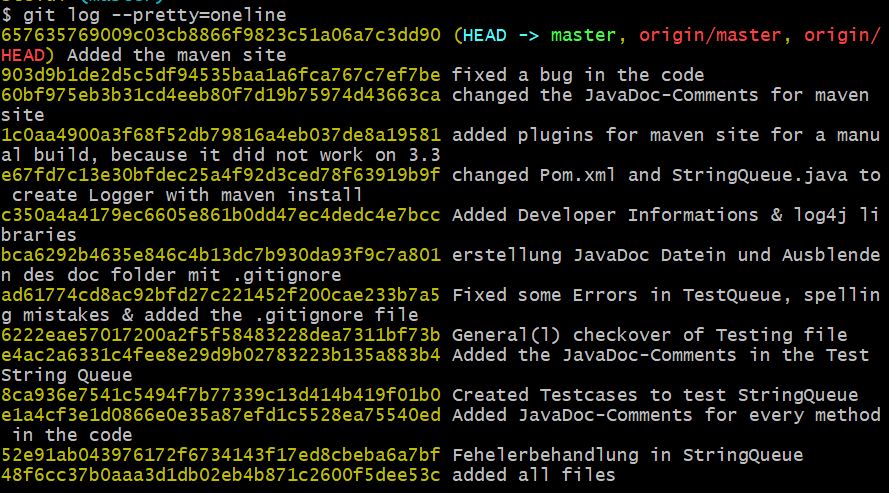 $ git log --pretty=oneline
657635769009c03cb8866f9823c51a06a7c3dd90 (HEAD -> master, origin/master, origin/
HEAD) Added the maven site
903d9b1de2d5c5df94535baa1a6fca767c7ef7be fixed a bug in the code
60bf975eb3b31cd4eeb80f7d19b75974d43663ca changed the JavaDoc-Comments for maven
site
1c0aa4900a3f68f52db79816a4eb037de8a19581 added plugins for maven site for a manu
al build, because it did not work on 3.3
e67fd7c13e30bfdec25a4f92d3ced78f63919b9f changed Pom.xml and StringQueue.java to
 create Logger with maven install
c350a4a4179ec6605e861b0dd47ec4dedc4e7bcc Added Developer Informations & log4j li
braries
bca6292b4635e846c4b13dc7b930da93f9c7a801 erstellung JavaDoc Datein und Ausblende
n des doc folder mit .gitignore
ad61774cd8ac92bfd27c221452f200cae233b7a5 Fixed some Errors in TestQueue, spellin
g mistakes & added the .gitignore file
6222eae57017200a2f5f58483228dea7311bf73b General(l) checkover of Testing file
e4ac2a6331c4fee8e29d9b02783223b135a883b4 Added the JavaDoc-Comments in the Test
String Queue
8ca936e7541c5494f7b77339c13d414b419f01b0 Created Testcases to test StringQueue
e1a4cf3e1d0866e0e35a87efd1c5528ea75540ed Added JavaDoc-Comments for every method
 in the code
52e91ab043976172f6734143f17ed8cbeba6a7bf Fehelerbehandlung in StringQueue
48f6cc37b0aaa3d1db02eb4b871c2600f5dee53c added all files